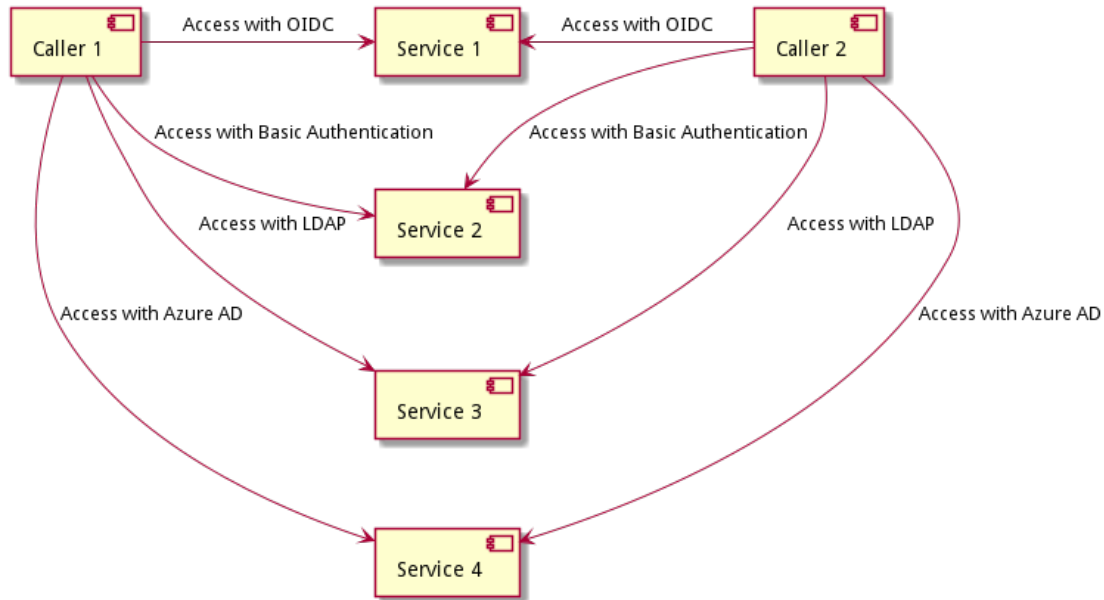 Access with OIDC
Access with OIDC
Caller 1
Service 1
Caller 2
Access with Basic Authentication
Access with Basic Authentication
Access with LDAP
Service 2
Access with LDAP
Access with Azure AD
Access with Azure AD
Service 3
Service 4